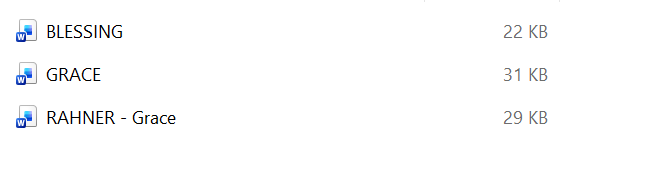 BLESSING 22 KB
GRACE 31 KB
RAHNER - Grace 29 KB